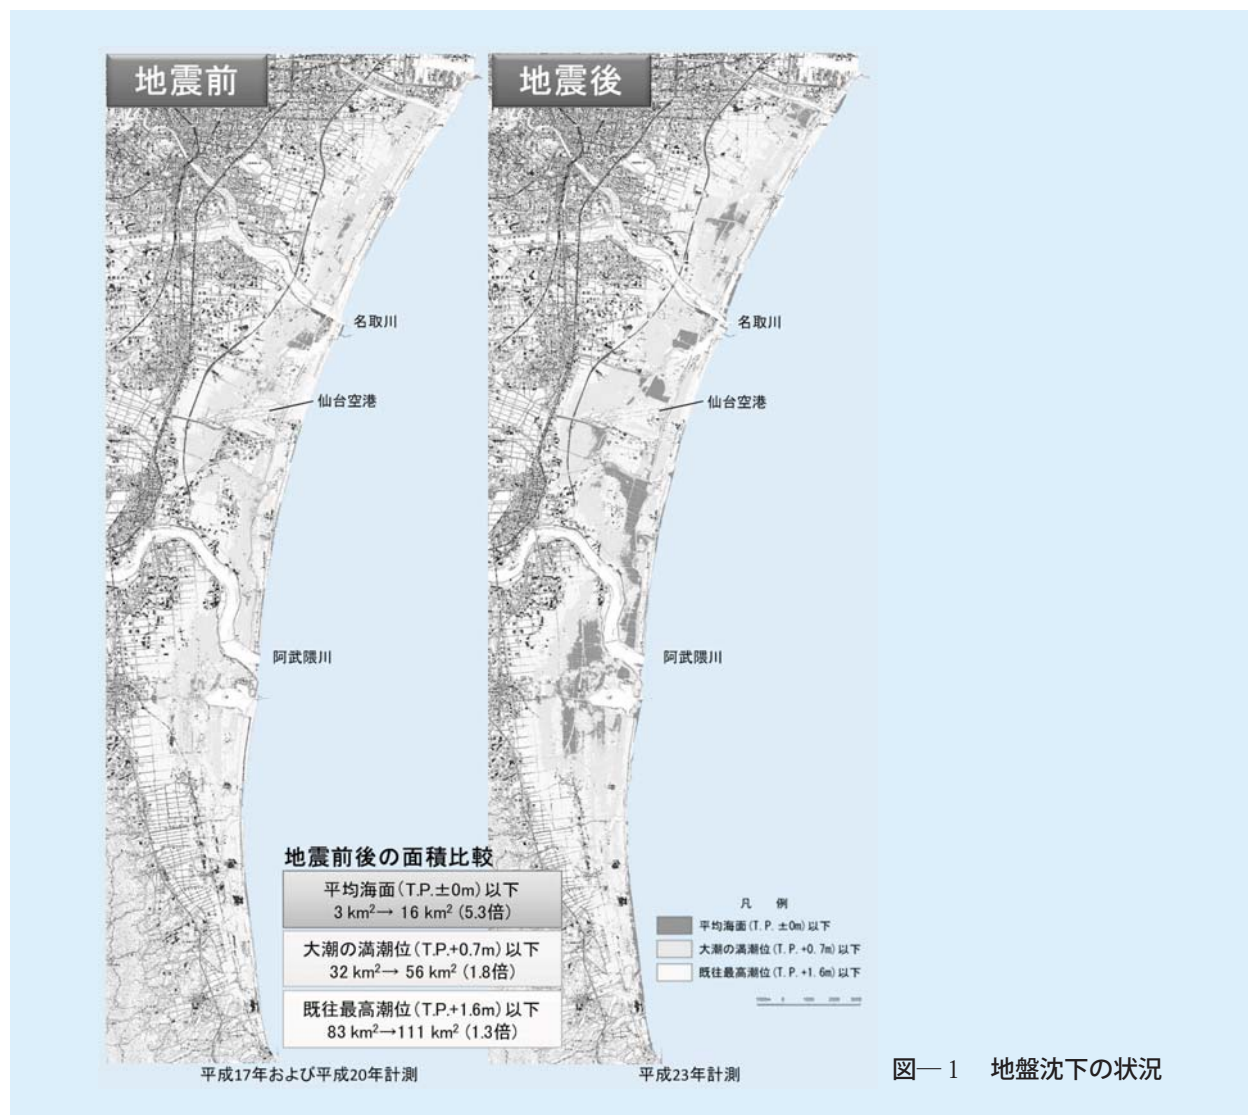 地震前
地震後
名取川
名取川
仙台空港
仙台空港
阿武隈川
阿武隈川
地震前後の面積比較
平均海面(T.P.±0m)以下
3 km²→ 16 km² (5.3倍)
大潮の満潮位(T.P.+0.7m)以下
32 km²→ 56 km² (1.8倍)
既往最高潮位(T.P.+1.6m)以下
83 km²→111 km² (1.3倍)
凡 例
平均海面(T.P. ±0m)以下
大潮の満潮位(T.P. +0.7m)以下
既往最高潮位(T.P. +1.6m)以下
平成17年および平成20年計測
平成23年計測
図―1 地盤沈下の状況